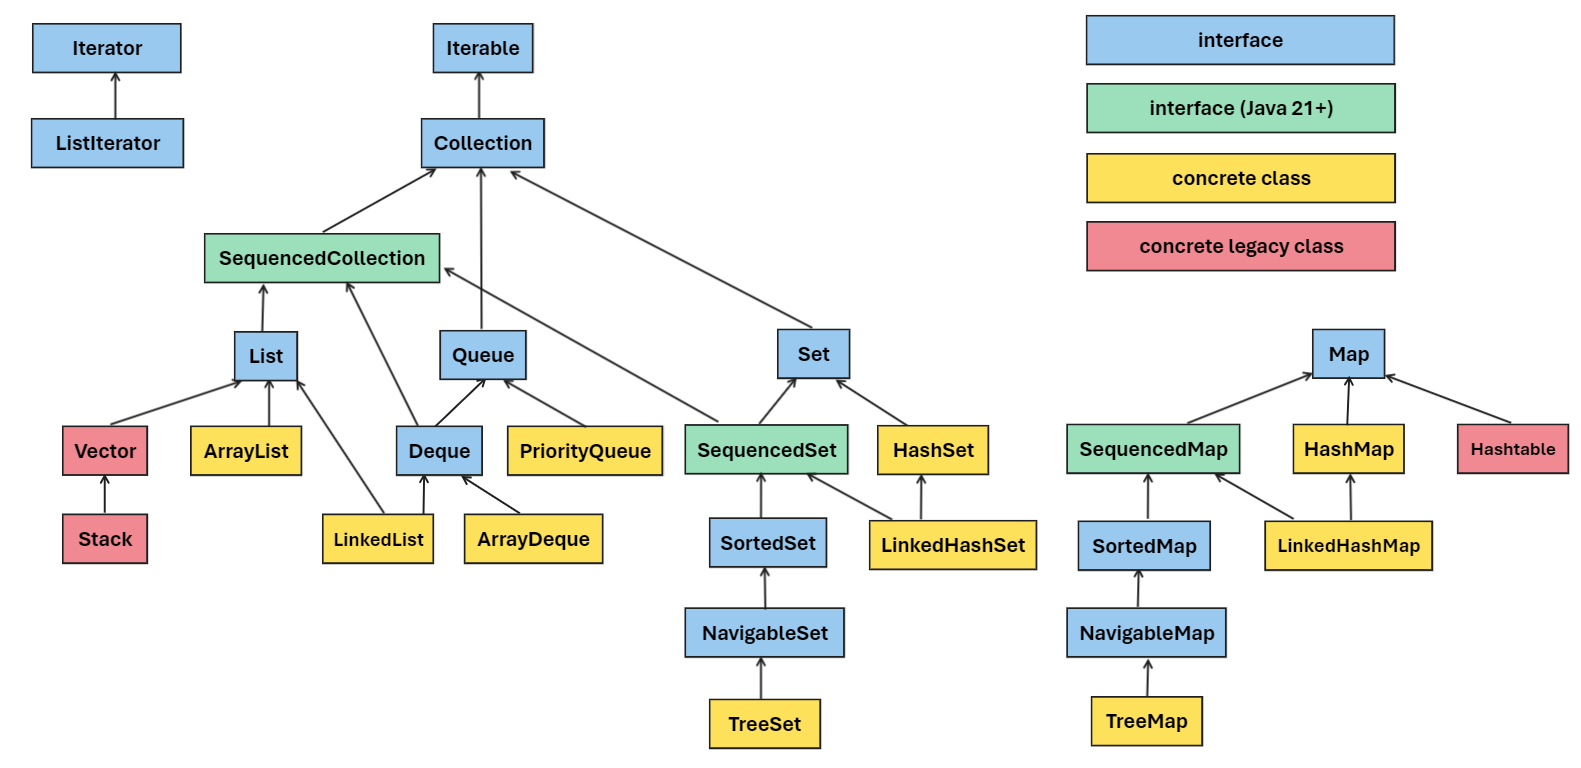 Iterator
Iterable
interface
interface (Java 21+)
ListIterator
Collection
concrete class
concrete legacy class
SequencedCollection
List
Queue
Set
Map
Vector
ArrayList
Deque
PriorityQueue
SequencedSet
HashSet
SequencedMap
HashMap
Hashtable
Stack
LinkedList
ArrayDeque
SortedSet
LinkedHashSet
SortedMap
LinkedHashMap
NavigableSet
NavigableMap
TreeSet
TreeMap